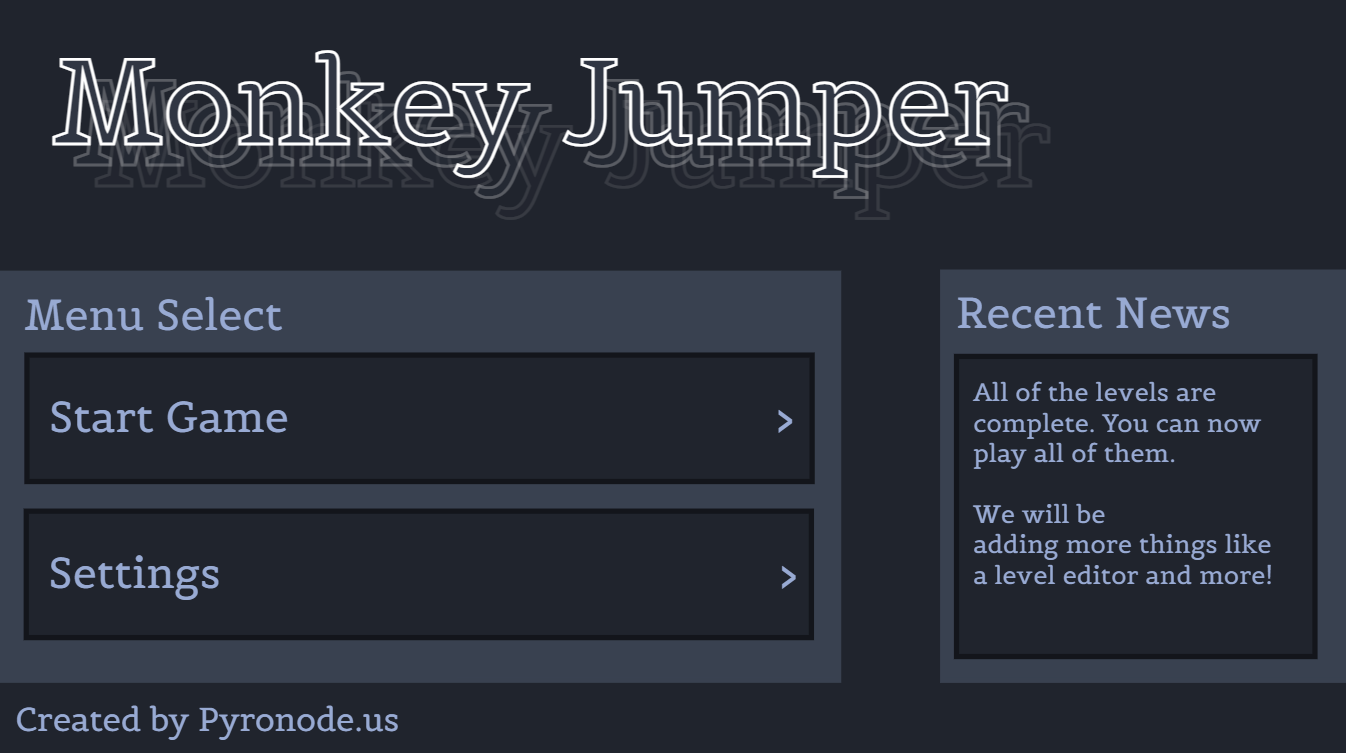 Monkey Jumper
Menu Select
Start Game >
Settings >
Recent News
All of the levels are
complete. You can now
play all of them.
We will be
adding more things like
a level editor and more!
Created by Pyronode.us